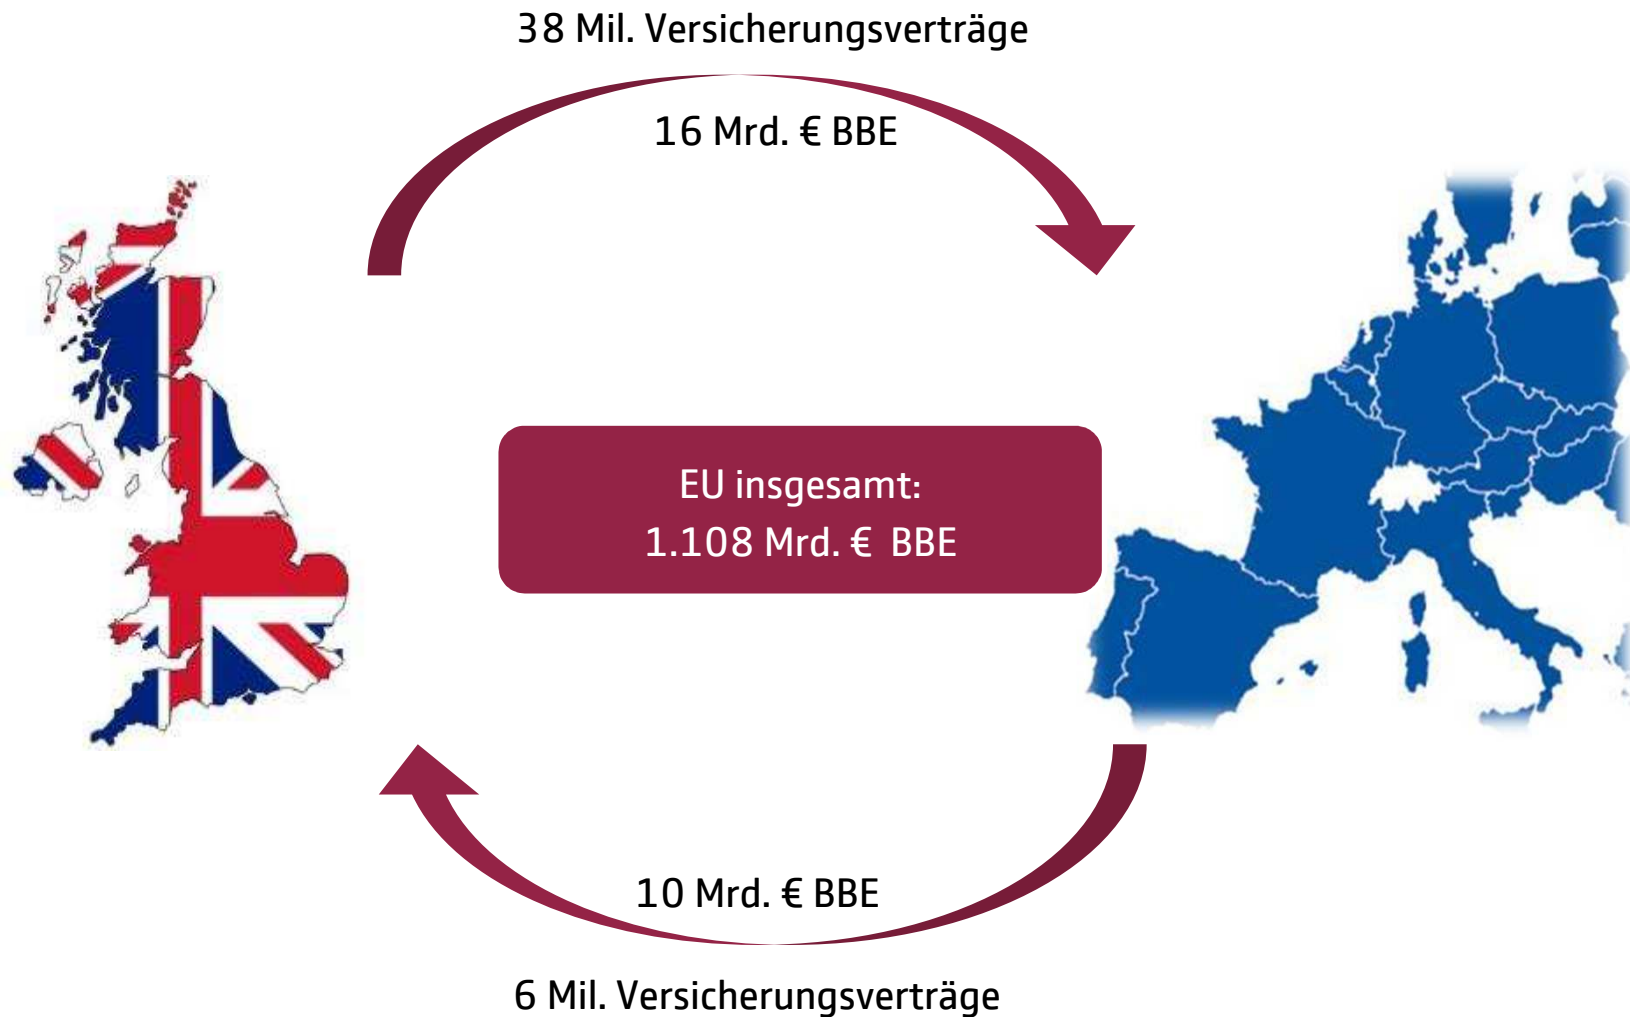 38 Mil. Versicherungsverträge
16 Mrd. € BBE
EU insgesamt:
1.108 Mrd. € BBE
10 Mrd. € BBE
6 Mil. Versicherungsverträge